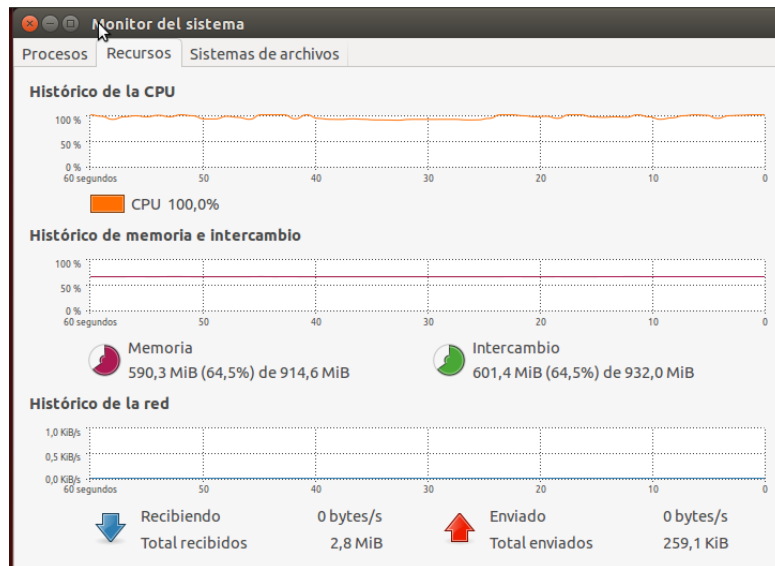 Monitor del sistema
Procesos Recursos Sistemas de archivos
Histórico de la CPU
100 %
50 %
0 %
60 segundos 50 40 30 20 10 0
CPU 100,0%
Histórico de memoria e intercambio
100 %
50 %
0 %
60 segundos 50 40 30 20 10 0
Memoria Intercambio
590,3 MiB (64,5%) de 914,6 MiB 601,4 MiB (64,5%) de 932,0 MiB
Histórico de la red
1,0 KiB/s
0,5 KiB/s
0,0 KiB/s
60 segundos 50 40 30 20 10 0
Recibiendo 0 bytes/s Enviado 0 bytes/s
Total recibidos 2,8 MiB Total enviados 259,1 KiB